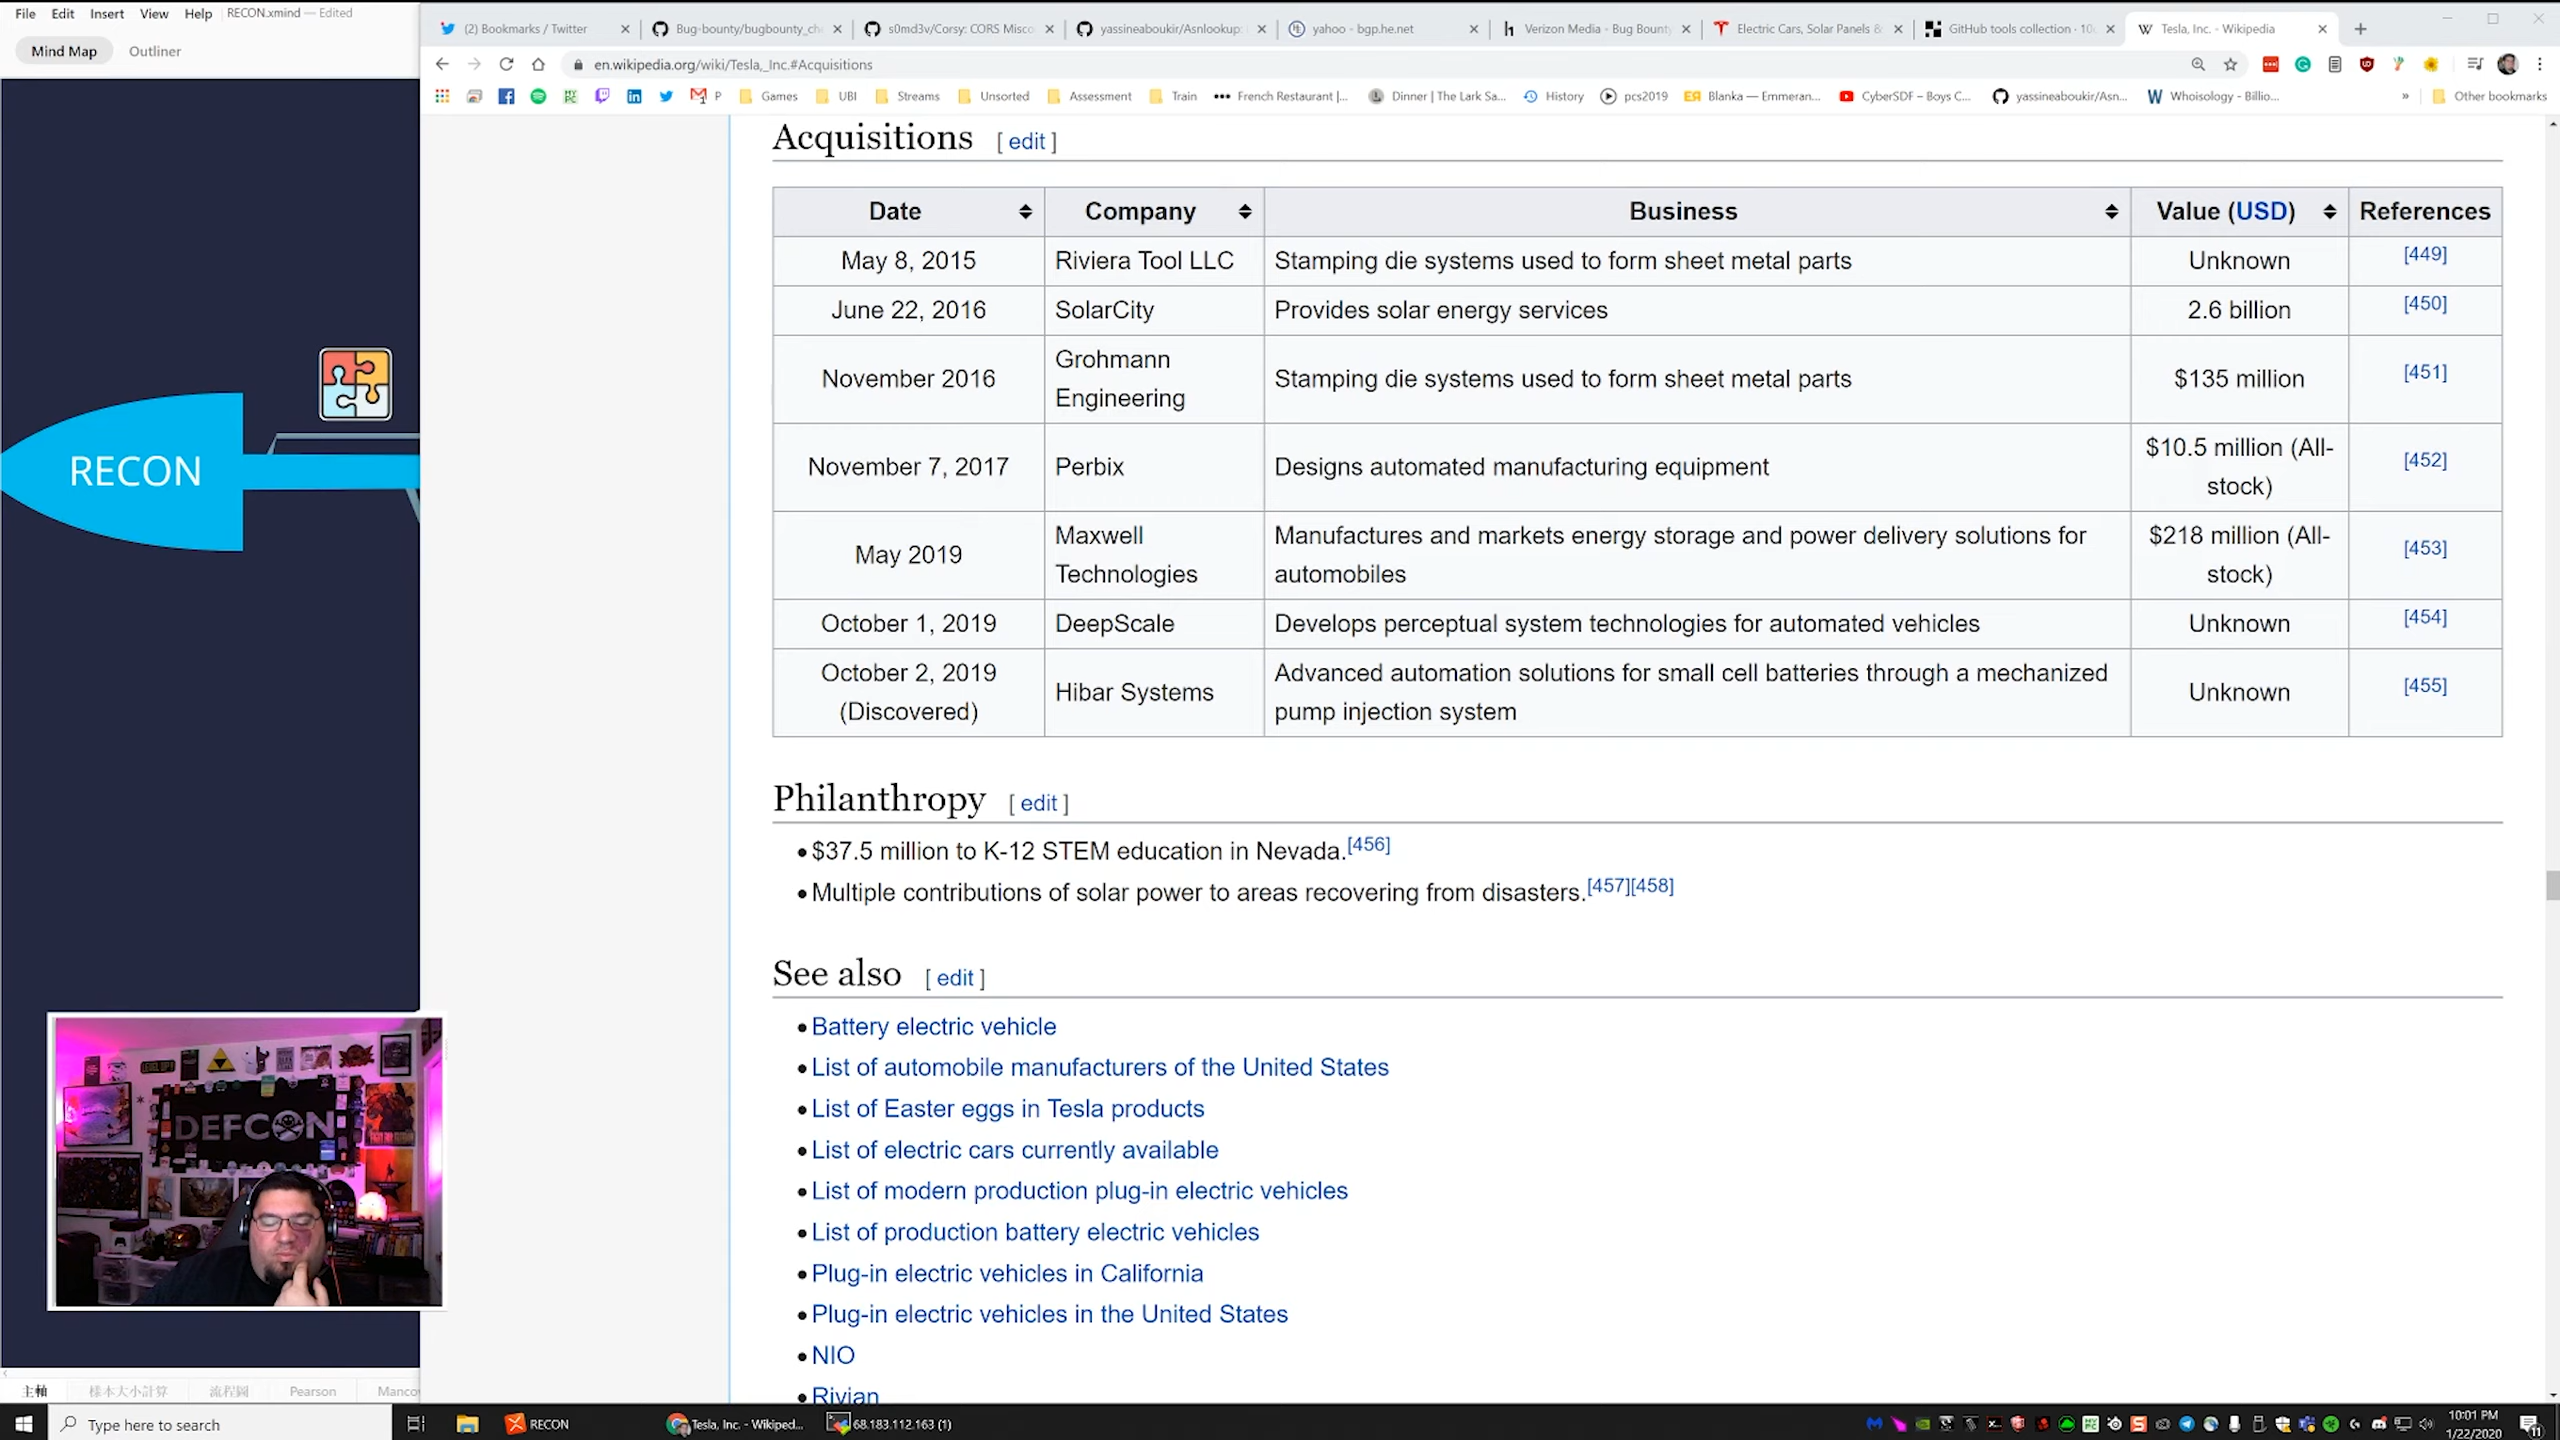 File Edit Insert View Help RECON.xmind — Edited
Mind Map Outliner
RECON
主軸 樣本大小計算 流程圖 Pearson Manco
(2) Bookmarks / Twitter
Bug-bounty/bugbounty_ch
s0md3v/Corsy: CORS Misco
yassineaboukir/Asnlookup:
yahoo - bgp.he.net
Verizon Media - Bug Bounty
Electric Cars, Solar Panels &
GitHub tools collection
Tesla, Inc. - Wikipedia
en.wikipedia.org/wiki/Tesla,_Inc.#Acquisitions
P Games UBI Streams Unsorted Assessment Train French Restaurant |... Dinner | The Lark Sa... History pcs2019 Blanka — Emmeran... CyberSDF – Boys C... yassineaboukir/Asn... Whoisology - Billio... » Other bookmarks
Acquisitions [ edit ]
Date Company Business Value (USD) References
May 8, 2015 Riviera Tool LLC Stamping die systems used to form sheet metal parts Unknown [449]
June 22, 2016 SolarCity Provides solar energy services 2.6 billion [450]
November 2016 Grohmann
Engineering Stamping die systems used to form sheet metal parts $135 million [451]
November 7, 2017 Perbix Designs automated manufacturing equipment $10.5 million (All-
stock) [452]
May 2019 Maxwell
Technologies Manufactures and markets energy storage and power delivery solutions for
automobiles $218 million (All-
stock) [453]
October 1, 2019 DeepScale Develops perceptual system technologies for automated vehicles Unknown [454]
October 2, 2019
(Discovered) Hibar Systems Advanced automation solutions for small cell batteries through a mechanized
pump injection system Unknown [455]
Philanthropy [ edit ]
• $37.5 million to K-12 STEM education in Nevada.[456]
• Multiple contributions of solar power to areas recovering from disasters.[457][458]
See also [ edit ]
• Battery electric vehicle
• List of automobile manufacturers of the United States
• List of Easter eggs in Tesla products
• List of electric cars currently available
• List of modern production plug-in electric vehicles
• List of production battery electric vehicles
• Plug-in electric vehicles in California
• Plug-in electric vehicles in the United States
• NIO
• Rivian
DEFCON
Type here to search
RECON
Tesla, Inc. - Wikiped...
68.183.112.163 (1)
10:01 PM
1/22/2020
11